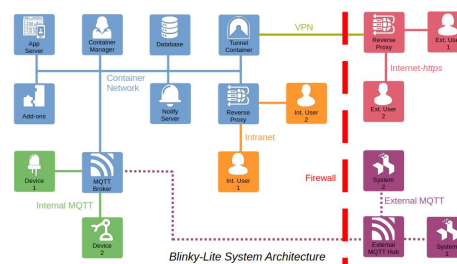 App
Server
Container
Manager
Database
Tunnel
Container
VPN
Reverse
Proxy
Ext. User
1
Container
Network
Internet-https
Add-ons
Notify
Server
Reverse
Proxy
Int. User
2
Ext. User
2
Intranet
Device
1
MQTT
Broker
Int. User
1
Firewall
System
2
Internal MQTT
External MQTT
Device
2
Blinky-Lite System Architecture
External
MQTT Hub
System
1